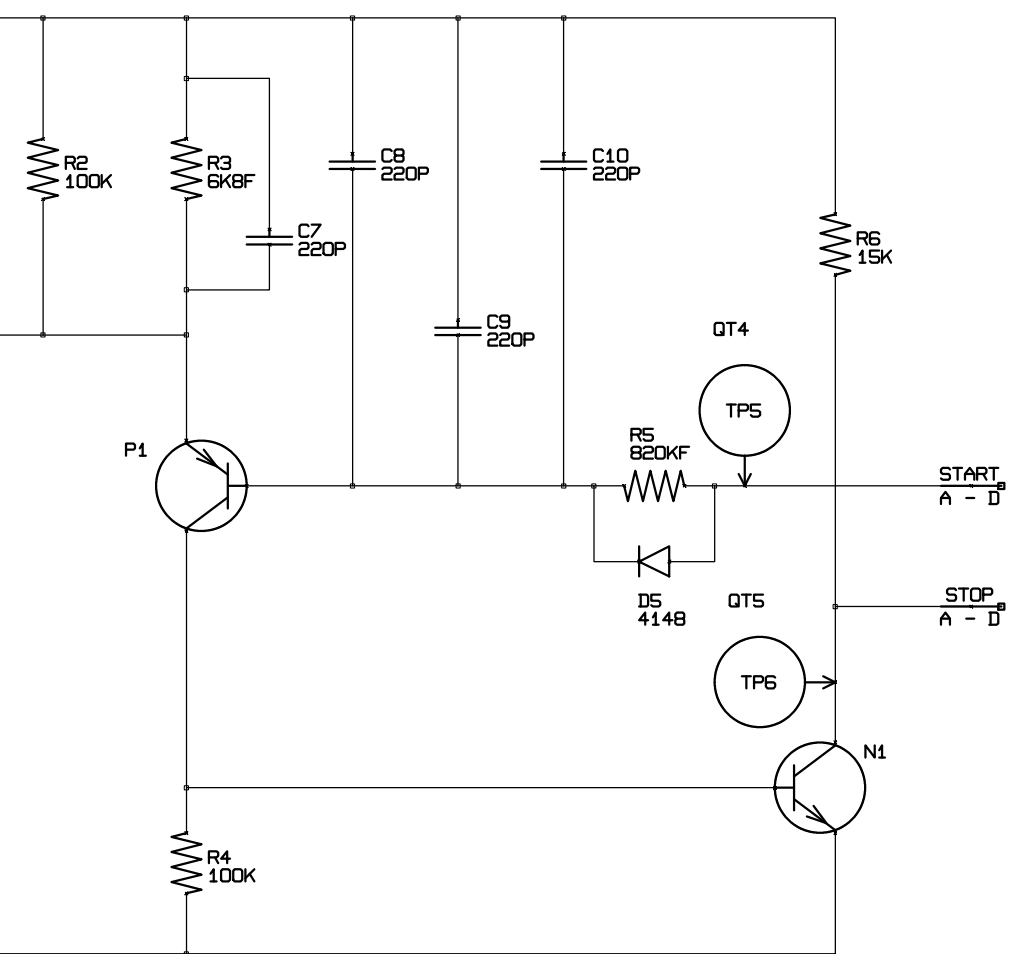 R2
100K
R3
6K8F
C7
220P
C8
220P
C9
220P
C10
220P
R6
15K
QT4
TP5
P1
R5
820KF
START
A - D
D5
4148
QT5
STOP
A - D
TP6
N1
R4
100K